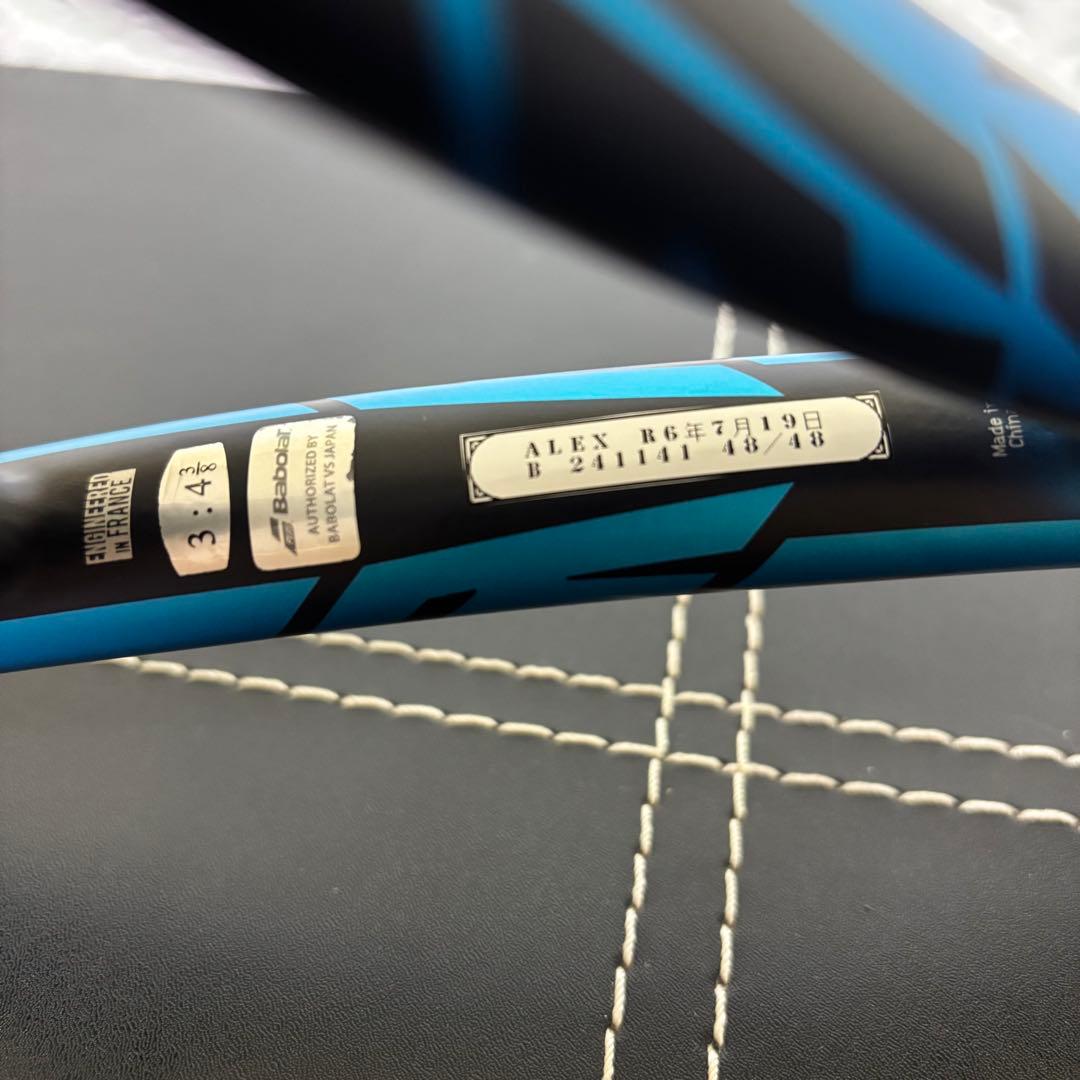 ENGINEERED
IN FRANCE
3 : 4 3/8
Babolat
AUTHORIZED BY
BABOLAT VS JAPAN
ALEX R6年7月19日
B 241141 48/48
Made in
Chin